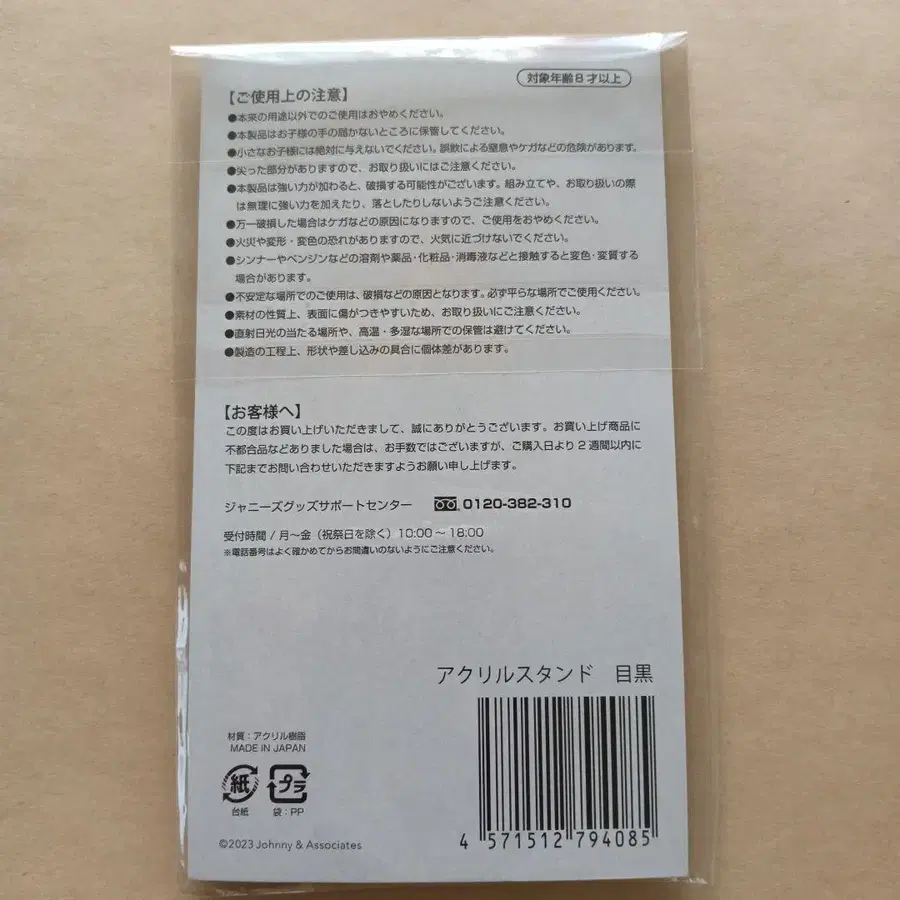 対象年齢8才以上
【ご使用上の注意】
●本来の用途以外でのご使用はおやめください。
●本製品はお子様の手の届かないところに保管してください。
●小さなお子様には絶対に与えないでください。誤飲による窒息やケガなどの危険があります。
●尖った部分がありますので、お取り扱いにはご注意ください。
●本製品は強い力が加わると、破損する可能性がございます。組み立てや、お取り扱いの際
は無理に強い力を加えたり、落としたりしないようご注意ください。
●万一破損した場合はケガなどの原因になりますので、ご使用をおやめください。
●火災や変形・変色の恐れがありますので、火気に近づけないでください。
●シンナーやベンジンなどの溶剤や薬品・化粧品・消毒液などと接触すると変色・変質する
場合があります。
●不安定な場所でのご使用は、破損などの原因となります。必ず平らな場所でご使用ください。
●素材の性質上、表面に傷がつきやすいため、お取り扱いにご注意ください。
●直射日光の当たる場所や、高温・多湿な場所での保管は避けてください。
●製造の工程上、形状や差し込みの具合に個体差があります。
【お客様へ】
この度はお買い上げいただきまして、誠にありがとうございます。お買い上げ商品に
不都合品などありました場合は、お手数ではございますが、ご購入日より2週間以内に
下記までお問い合わせいただきますようお願い申し上げます。
ジャニーズグッズサポートセンター 0120-382-310
受付時間 / 月〜金（祝祭日を除く）10:00〜18:00
※電話番号はよく確かめてからお間違いのないようにご注意ください。
アクリルスタンド 目黒
材質：アクリル樹脂
MADE IN JAPAN
紙 プラ
台紙 袋：PP
4 571512 794085
©2023 Johnny & Associates